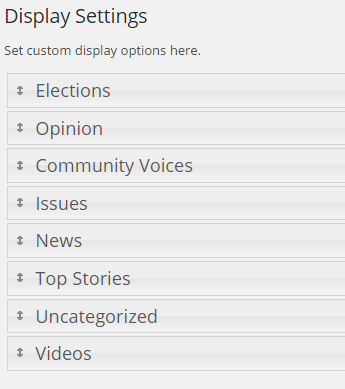 Display Settings
Set custom display options here.
Elections
Opinion
Community Voices
Issues
News
Top Stories
Uncategorized
Videos